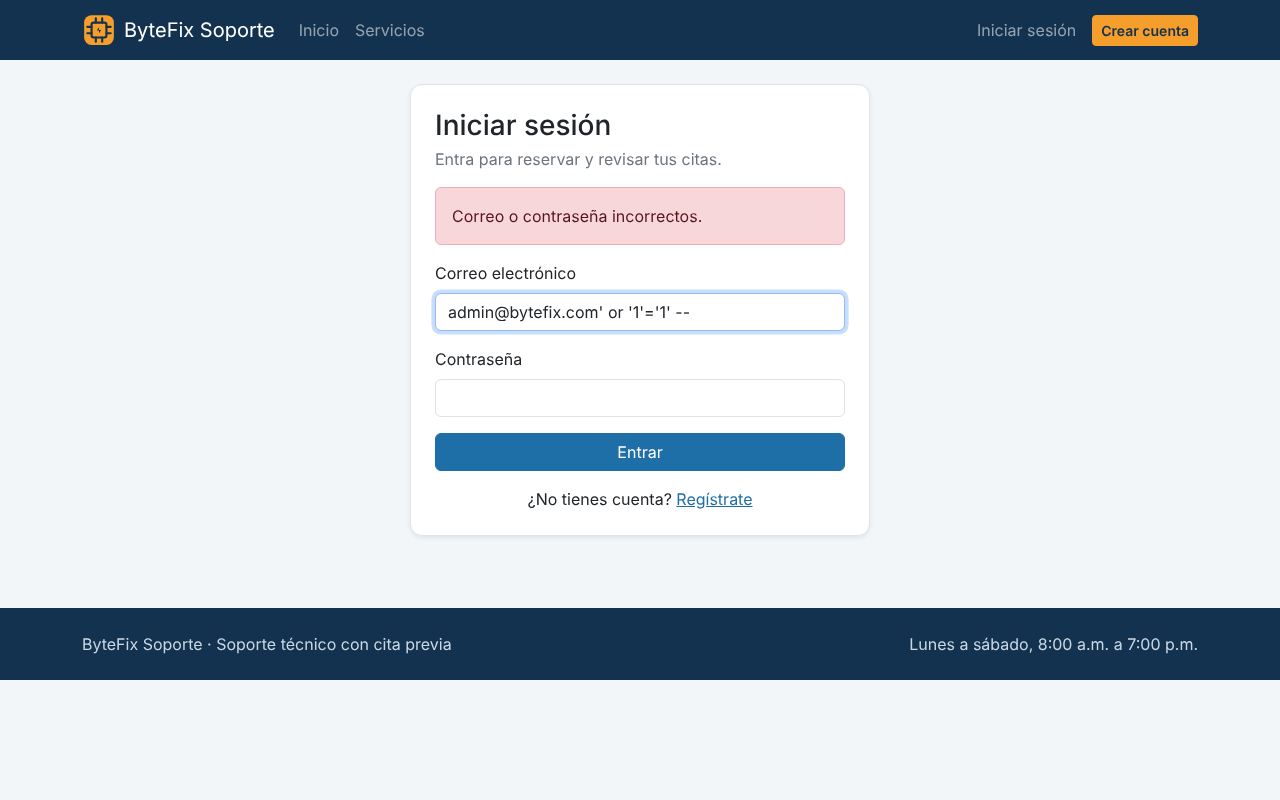 ByteFix Soporte
Inicio
Servicios
Iniciar sesión
Crear cuenta
Iniciar sesión
Entra para reservar y revisar tus citas.
Correo o contraseña incorrectos.
Correo electrónico
admin@bytefix.com' or '1'='1' --
Contraseña
Entrar
¿No tienes cuenta? Regístrate
ByteFix Soporte · Soporte técnico con cita previa
Lunes a sábado, 8:00 a.m. a 7:00 p.m.